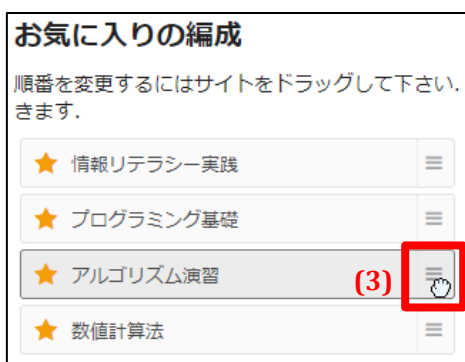 お気に入りの編成
順番を変更するにはサイトをドラッグして下さい.
きます.
情報リテラシー実践
プログラミング基礎
アルゴリズム演習
(3)
数値計算法